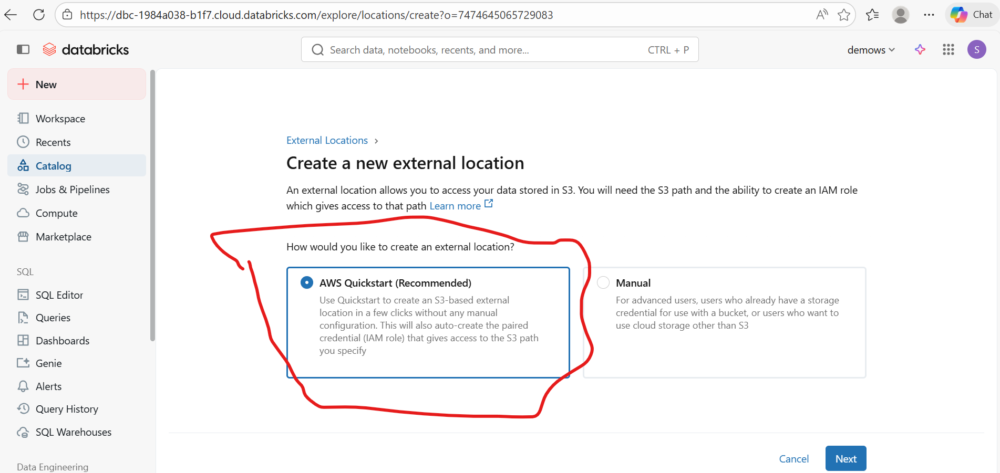 https://dbc-1984a038-b1f7.cloud.databricks.com/explore/locations/create?o=7474645065729083
Chat
databricks
Search data, notebooks, recents, and more...
CTRL + P
demows
S
New
Workspace
Recents
Catalog
Jobs & Pipelines
Compute
Marketplace
SQL
SQL Editor
Queries
Dashboards
Genie
Alerts
Query History
SQL Warehouses
Data Engineering
External Locations
Create a new external location
An external location allows you to access your data stored in S3. You will need the S3 path and the ability to create an IAM role
which gives access to that path Learn more
How would you like to create an external location?
AWS Quickstart (Recommended)
Use Quickstart to create an S3-based external
location in a few clicks without any manual
configuration. This will also auto-create the paired
credential (IAM role) that gives access to the S3 path
you specify
Manual
For advanced users, users who already have a storage
credential for use with a bucket, or users who want to
use cloud storage other than S3
Cancel
Next